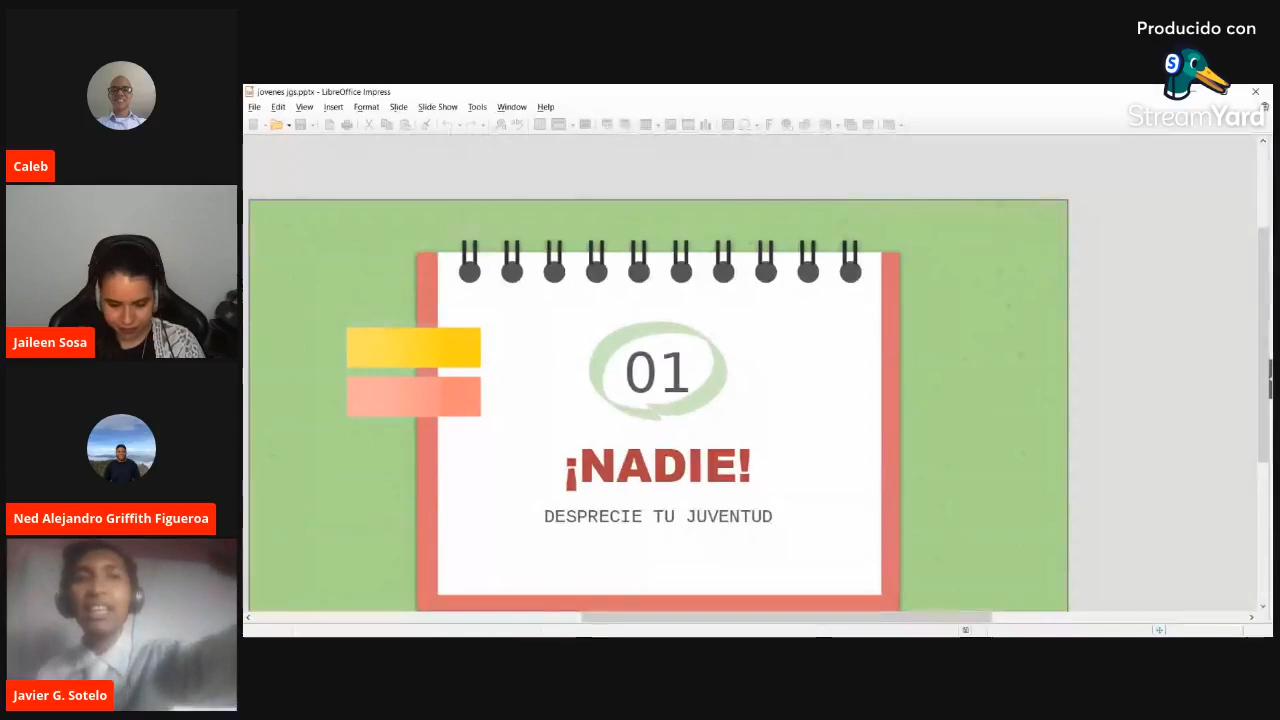 Producido con
StreamYard
jovenes jgs.pptx - LibreOffice Impress
File Edit View Insert Format Slide Slide Show Tools Window Help
Caleb
Jaileen Sosa
Ned Alejandro Griffith Figueroa
Javier G. Sotelo
01
¡NADIE!
DESPRECIE TU JUVENTUD